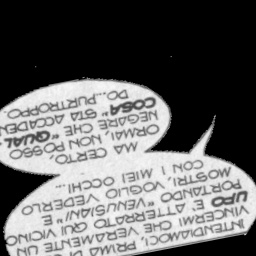 INTENDIAMOCI, PRIMA DI
VINCERMI CHE VERAMENTE UN
UFO È ATTERRATO QUI VICINO
PORTANDO "VENUSIANI" E
MOSTRI, VOGLIO VEDERLO
CON I MIEI OCCHI...
MA CERTO,
ORMAI, NON POSSO
NEGARE CHE "QUAL-
COSA" STA ACCADEN-
DO...PURTROPPO.